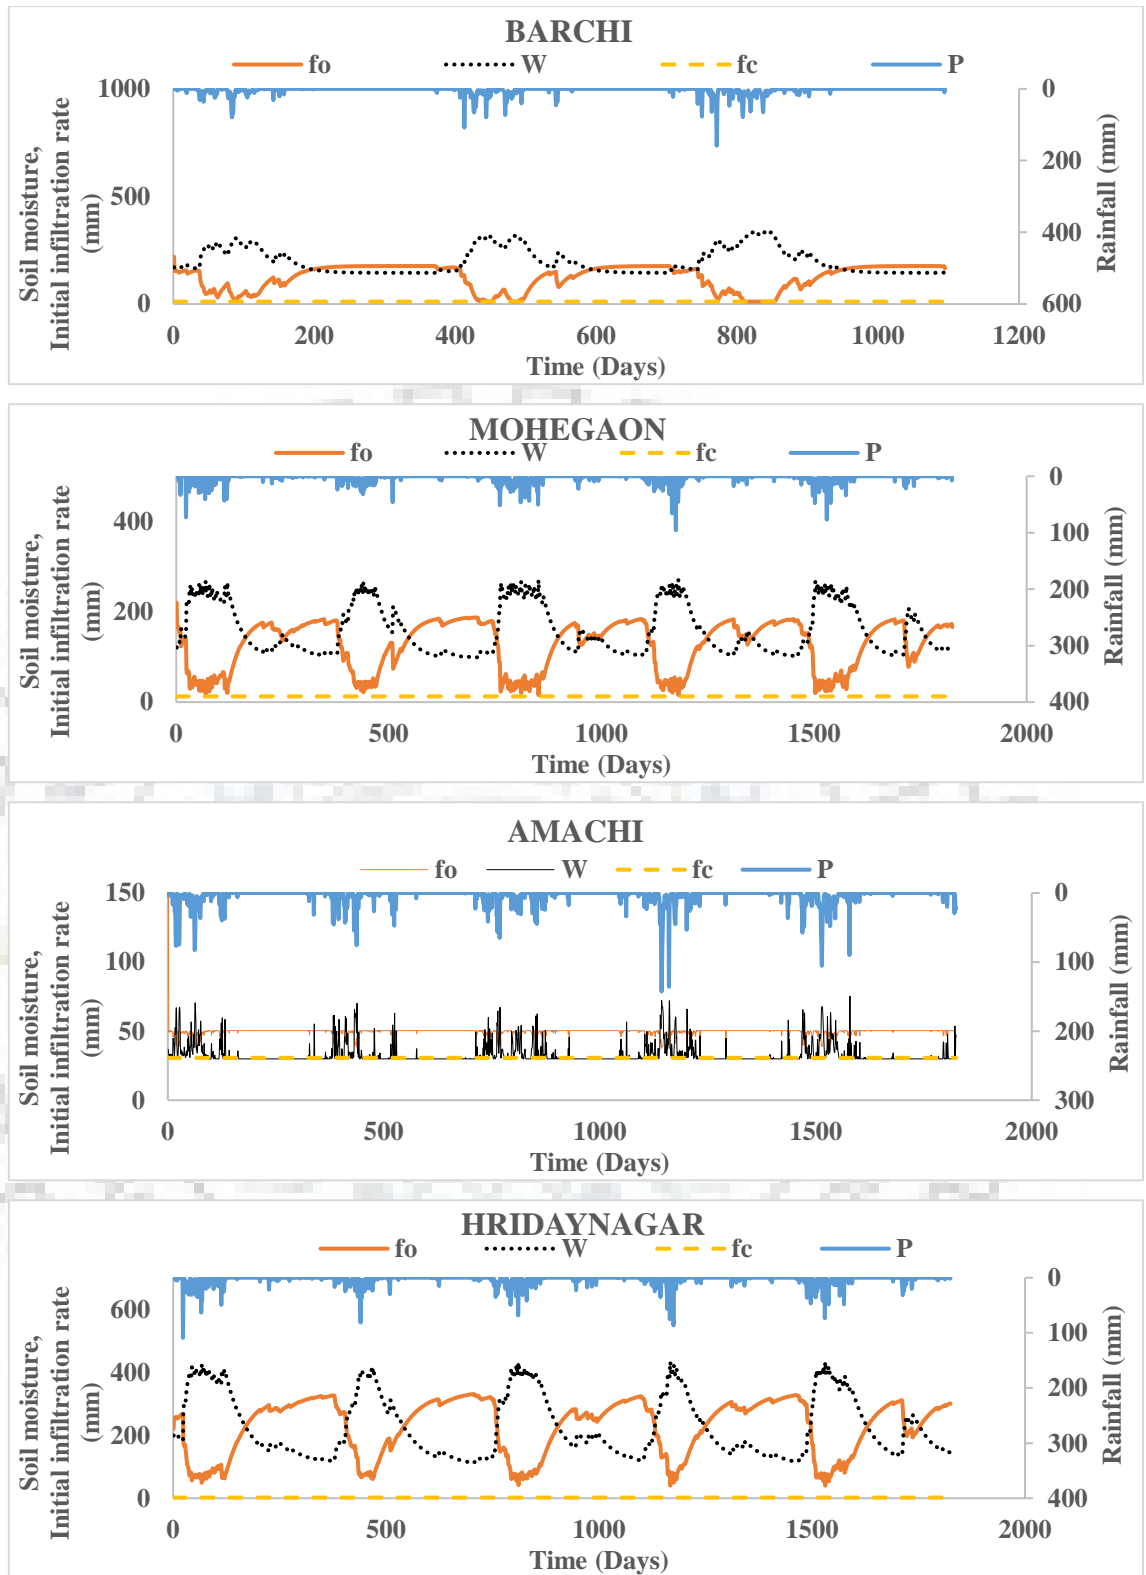 BARCHI
fo W fc P
1000 0
100
200
500
300
400
500
0 600
0 200 400 600 800 1000 1200
Time (Days)
Soil moisture,
Initial infiltration rate
(mm)
Rainfall (mm)
MOHEGAON
fo W fc P
0
400
100
200
200
300
0 400
0 500 1000 1500 2000
Time (Days)
Soil moisture,
Initial infiltration rate
(mm)
Rainfall (mm)
AMACHI
fo W fc P
150 0
100 100
50 200
0 300
0 500 1000 1500 2000
Time (Days)
Soil moisture,
Initial infiltration rate
(mm)
Rainfall (mm)
HRIDAYNAGAR
fo W fc P
0
600
100
400
200
200
300
0 400
0 500 1000 1500 2000
Time (Days)
Soil moisture,
Initial infiltration rate
(mm)
Rainfall (mm)